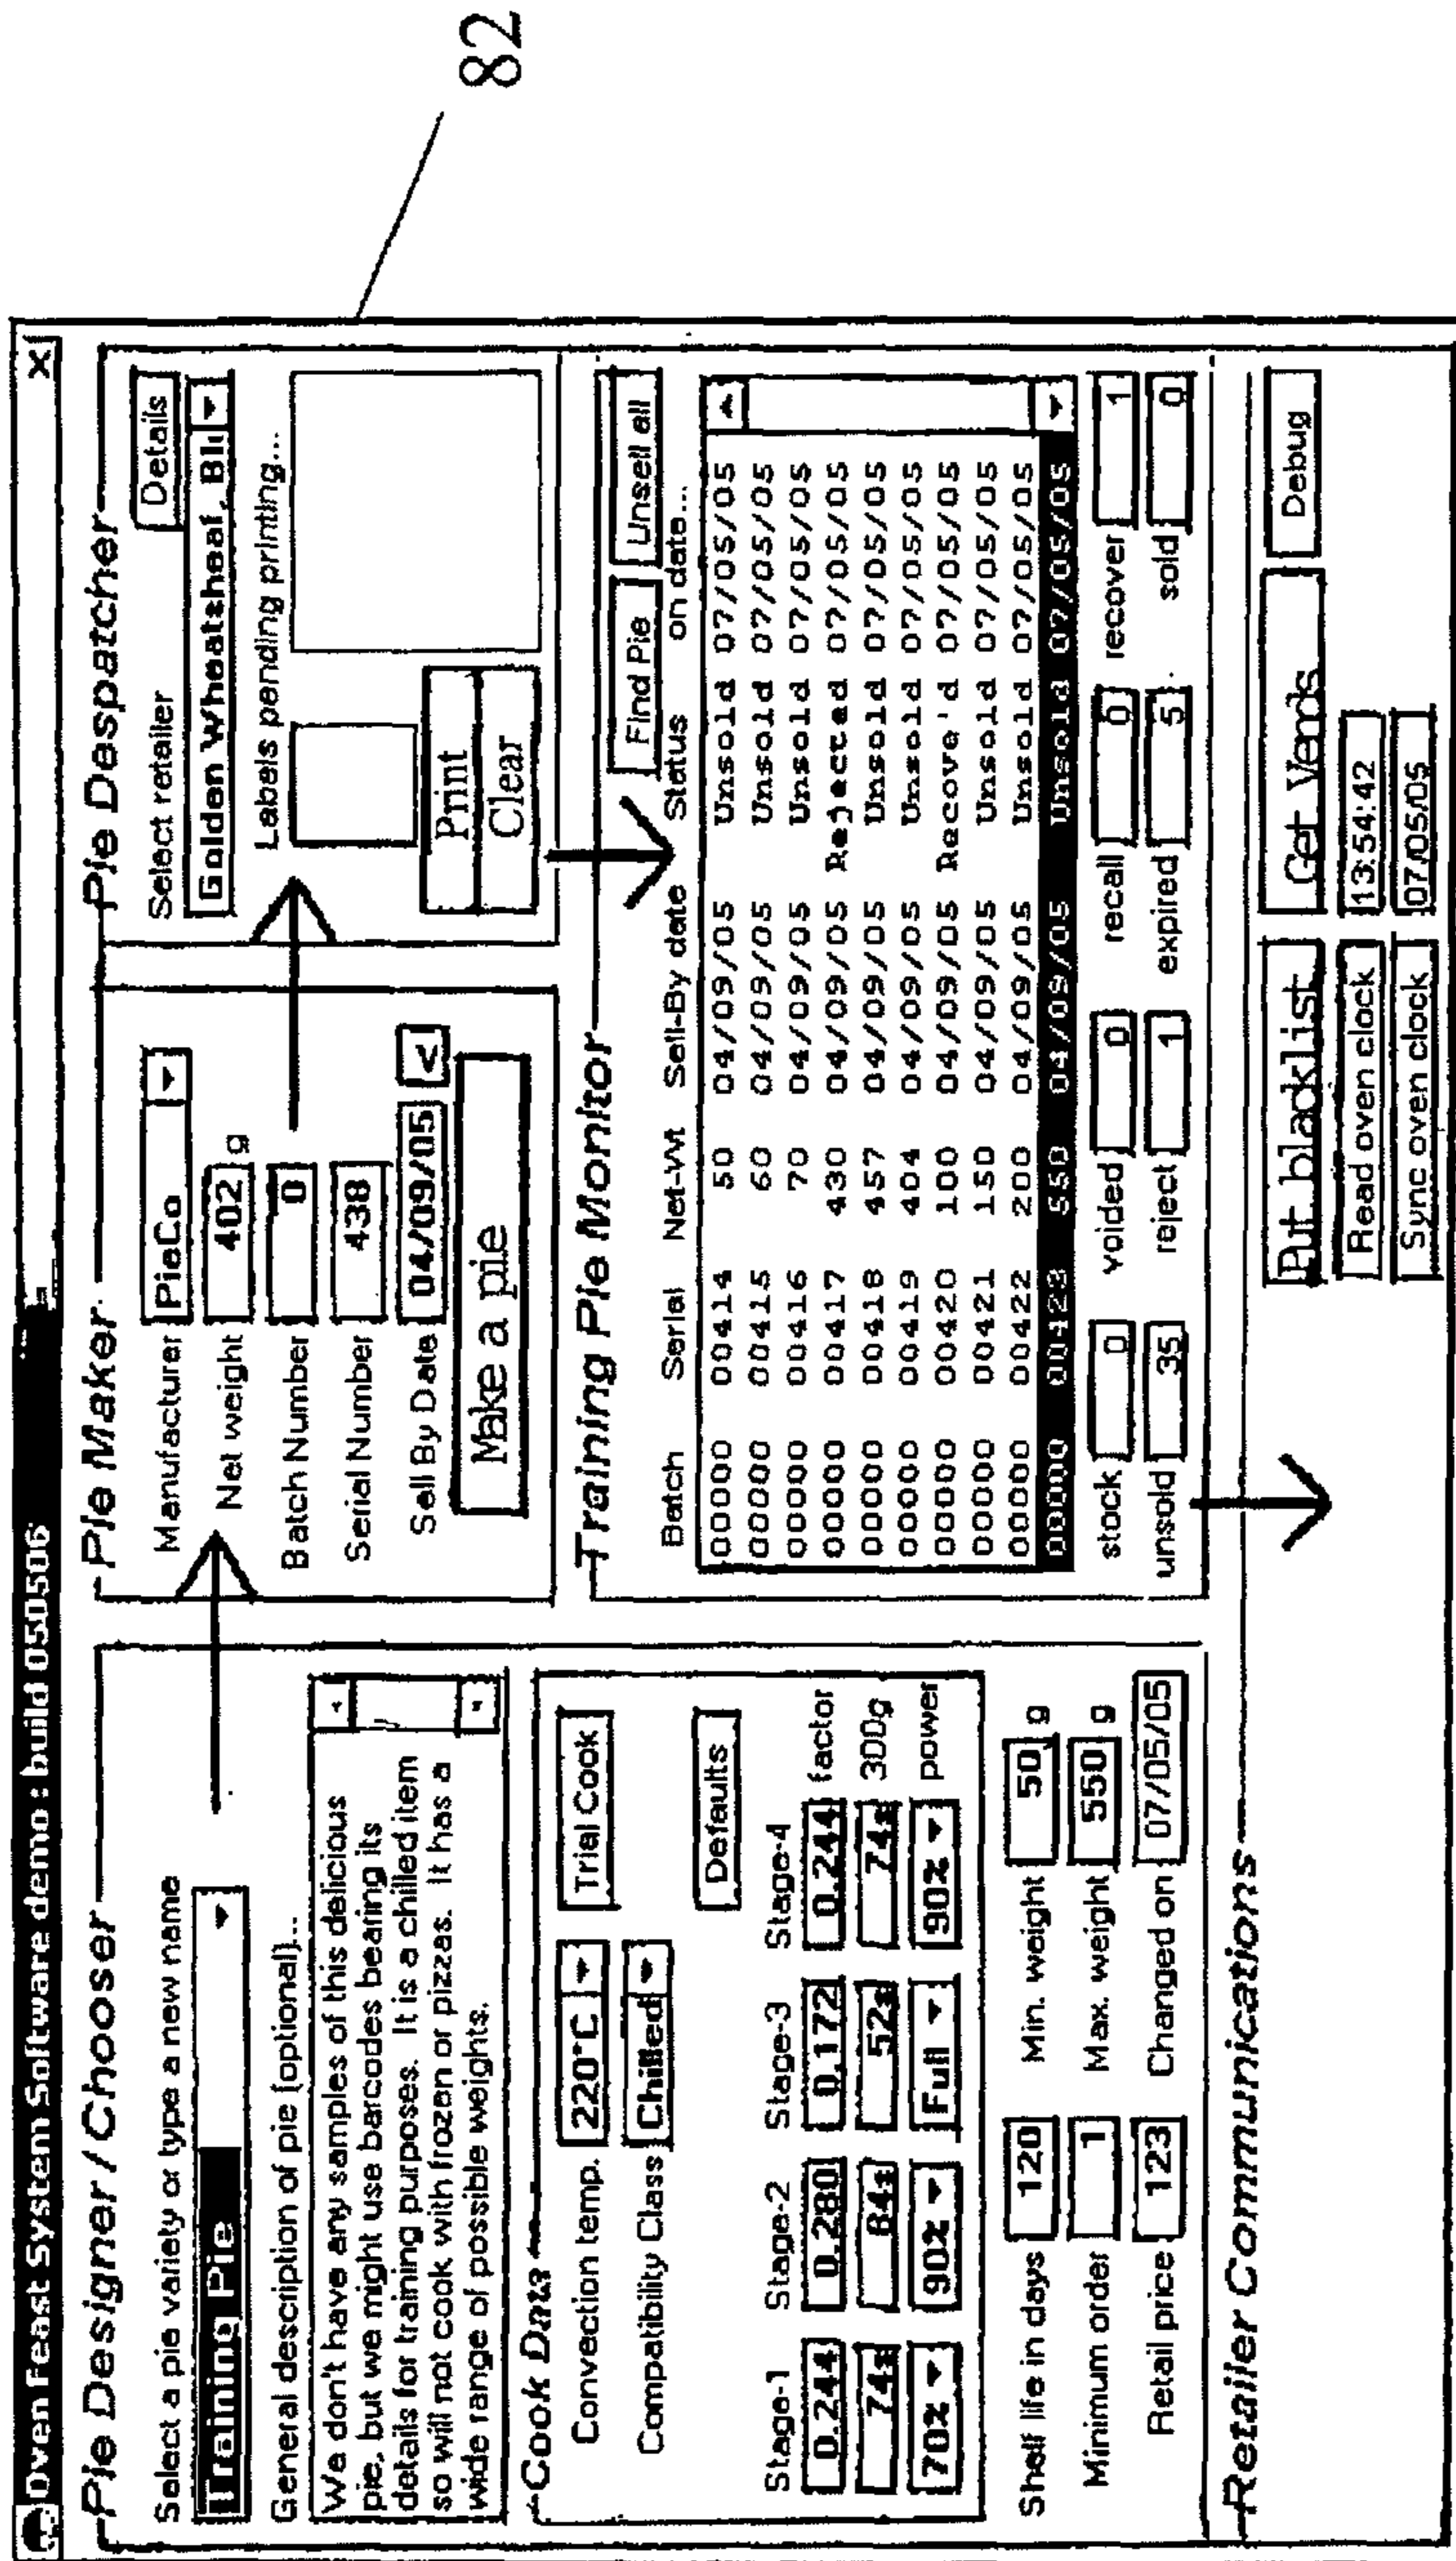 Oven Feast System Software demo : build 050506
X
Pie Designer / Chooser
Select a pie variety or type a new name
Training Pie
General description of pie (optional)...
We don't have any samples of this delicious
pie, but we might use barcodes bearing its
details for training purposes. It is a chilled item
so will not cook with frozen or pizzas. It has a
wide range of possible weights.
Cook Data
Convection temp. 220°C Trial Cook
Compatibility Class Chilled
Defaults
Stage-1 Stage-2 Stage-3 Stage-4
0.244 0.280 0.172 0.244 factor
74s 84s 52s 74s 300g
70% 90% Full 90% power
Shelf life in days 120 Min. weight 50 g
Minimum order 1 Max. weight 550 g
Retail price 123 Changed on 07/05/05
Pie Maker
Manufacturer PieCo
Net weight 402 g
Batch Number 0
Serial Number 438
Sell By Date 04/09/05 <
Make a pie
Pie Despatcher
Select retailer Details
Golden Wheatsheaf, Bl
Labels pending printing...
Print
Clear
Training Pie Monitor
Find Pie Unsell all
Batch Serial Net-Wt Sell-By date Status on date...
00000 00414 50 04/09/05 Unsold 07/05/05
00000 00415 60 04/09/05 Unsold 07/05/05
00000 00416 70 04/09/05 Unsold 07/05/05
00000 00417 430 04/09/05 Rejected 07/05/05
00000 00418 457 04/09/05 Unsold 07/05/05
00000 00419 404 04/09/05 Unsold 07/05/05
00000 00420 100 04/09/05 Recove'd 07/05/05
00000 00421 150 04/09/05 Unsold 07/05/05
00000 00422 200 04/09/05 Unsold 07/05/05
00000 00423 550 04/09/05 Unsold 07/05/05
stock 0 voided 0 recall 0 recover 1
unsold 35 reject 1 expired 5 sold 0
Retailer Communications
Put blacklist Get Vends Debug
Read oven clock 13:54:42
Sync oven clock 07/05/05
82